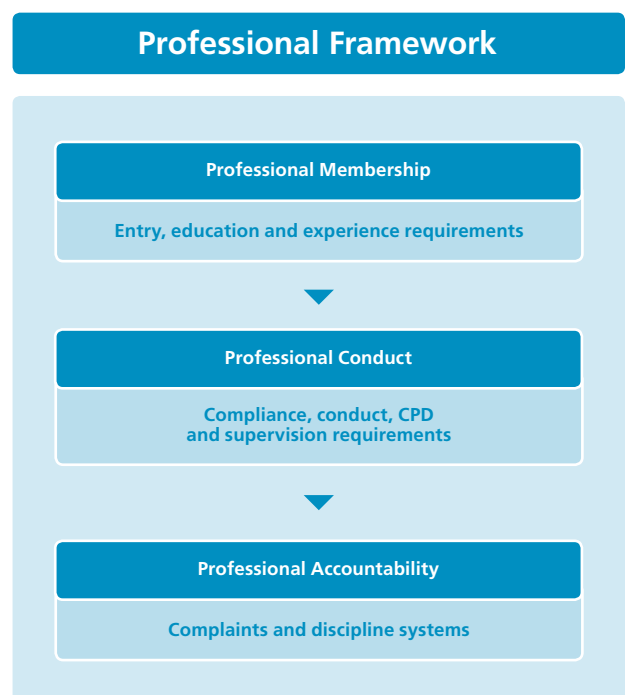 Professional Framework
Professional Membership
Entry, education and experience requirements
Professional Conduct
Compliance, conduct, CPD
and supervision requirements
Professional Accountability
Complaints and discipline systems